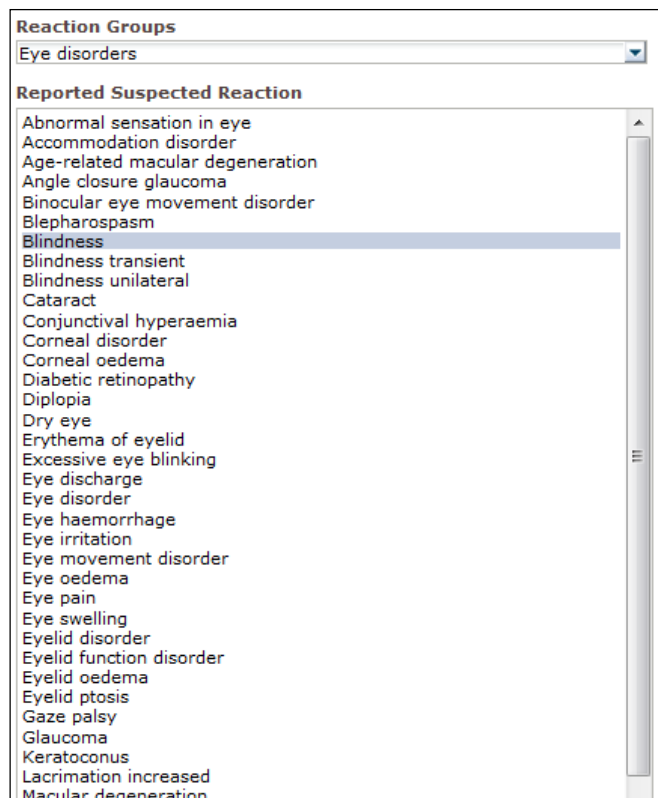 Reaction Groups
Eye disorders
Reported Suspected Reaction
Abnormal sensation in eye
Accommodation disorder
Age-related macular degeneration
Angle closure glaucoma
Binocular eye movement disorder
Blepharospasm
Blindness
Blindness transient
Blindness unilateral
Cataract
Conjunctival hyperaemia
Corneal disorder
Corneal oedema
Diabetic retinopathy
Diplopia
Dry eye
Erythema of eyelid
Excessive eye blinking
Eye discharge
Eye disorder
Eye haemorrhage
Eye irritation
Eye movement disorder
Eye oedema
Eye pain
Eye swelling
Eyelid disorder
Eyelid function disorder
Eyelid oedema
Eyelid ptosis
Gaze palsy
Glaucoma
Keratoconus
Lacrimation increased
Macular degeneration